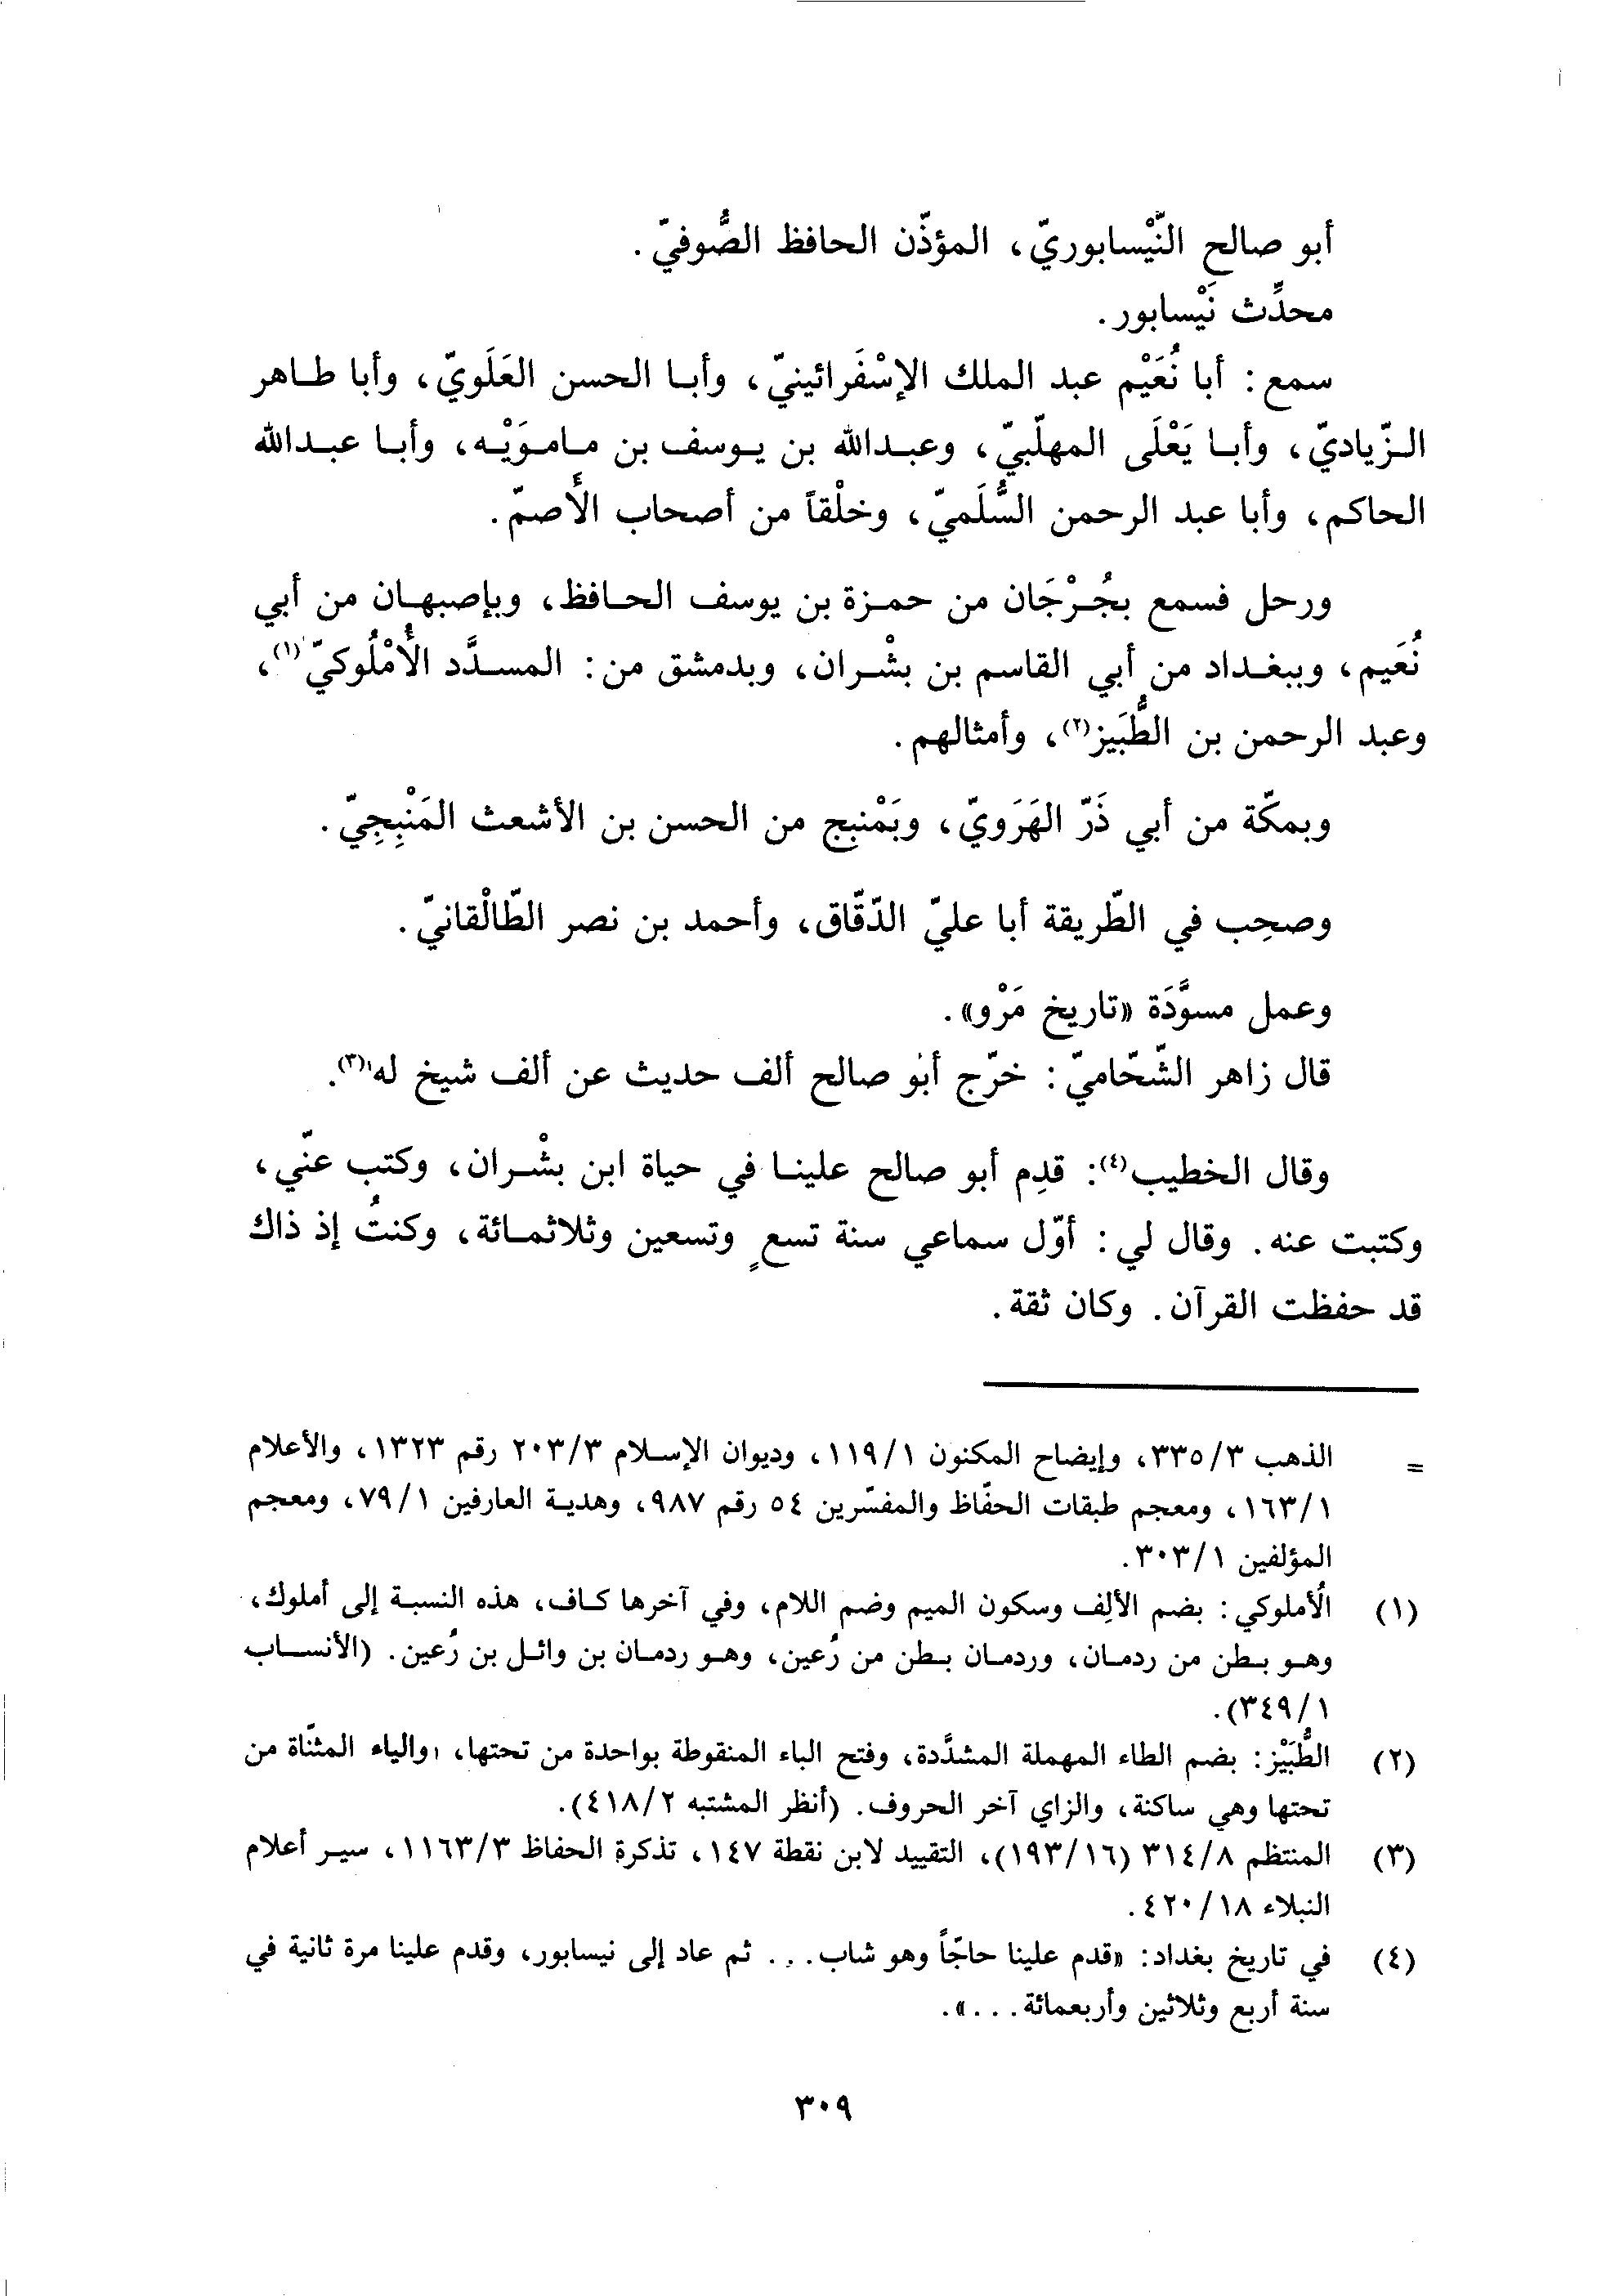 أبو صالح النَّيْسابوريّ، المؤذّن الحافظ الصُّوفيّ.
محدِّث نَيْسابور.
سمع: أبا نُعَيْم عبد الملك الإسْفَرائينيّ، وأبا الحسن العَلَويّ، وأبا طاهر
الزّياديّ، وأبا يَعْلَى المهلّبيّ، وعبدالله بن يوسف بن مامَوَيْه، وأبا عبدالله
الحاكم، وأبا عبد الرحمن السُّلَميّ، وخلْقاً من أصحاب الأَصمّ.
ورحل فسمع بجُرْجَان من حمزة بن يوسف الحافظ، وبإصبهان من أبي
نُعَيم، وببغداد من أبي القاسم بن بشْران، وبدمشق من: المسدَّد الأُمْلُوكيّ(١)،
وعبد الرحمن بن الطُّبَيز(٢)، وأمثالهم.
وبمكّة من أبي ذَرّ الهَرَويّ، وبَمْنبِج من الحسن بن الأشعث المَنْبِجِيّ.
وصحِب في الطّريقة أبا عليّ الدّقّاق، وأحمد بن نصر الطّالْقانيّ.
وعمل مسوَّدَة «تاريخ مَرْو».
قال زاهر الشّحّاميّ: خرّج أبو صالح ألف حديث عن ألف شيخ له(٣).
وقال الخطيب(٤): قدِم أبو صالح علينا في حياة ابن بشْران، وكتب عنّي،
وكتبت عنه. وقال لي: أوّل سماعي سنة تسعٍ وتسعين وثلاثمائة، وكنتُ إذ ذاك
قد حفظت القرآن. وكان ثقة.
= الذهب ٣/٣٣٥، وإيضاح المكنون ١/١١٩، وديوان الإسلام ٣/٢٠٣ رقم ١٣٢٣، والأعلام
١/١٦٣، ومعجم طبقات الحفّاظ والمفسّرين ٥٤ رقم ٩٨٧، وهدية العارفين ١/٧٩، ومعجم
المؤلفين ١/٣٠٣.
(١) الُأملوكي: بضم الألِف وسكون الميم وضم اللام، وفي آخرها كاف، هذه النسبة إلى أملوك،
وهو بطن من ردمان، وردمان بطن من رُعين، وهو ردمان بن وائل بن رُعين. (الأنساب
١/٣٤٩).
(٢) الطُّبَيْز: بضم الطاء المهملة المشدَّدة، وفتح الباء المنقوطة بواحدة من تحتها، والياء المثنّاة من
تحتها وهي ساكنة، والزاي آخر الحروف. (أنظر المشتبه ٢/٤١٨).
(٣) المنتظم ٨/٣١٤ (١٦/١٩٣)، التقييد لابن نقطة ١٤٧، تذكرة الحفاظ ٣/١١٦٣، سير أعلام
النبلاء ١٨/٤٢٠.
(٤) في تاريخ بغداد: «قدم علينا حاجّاً وهو شاب... ثم عاد إلى نيسابور، وقدم علينا مرة ثانية في
سنة أربع وثلاثين وأربعمائة...».
٣٠٩